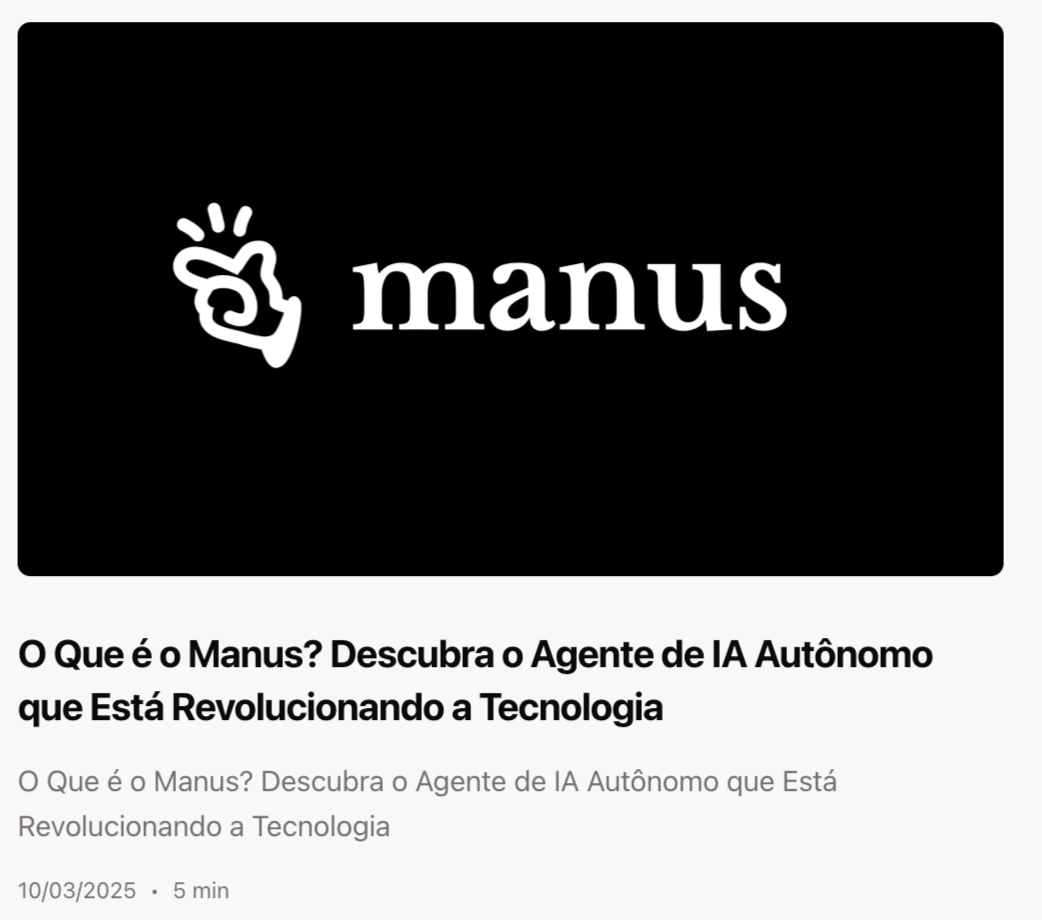 manus
O Que é o Manus? Descubra o Agente de IA Autônomo
que Está Revolucionando a Tecnologia
O Que é o Manus? Descubra o Agente de IA Autônomo que Está
Revolucionando a Tecnologia
10/03/2025 • 5 min